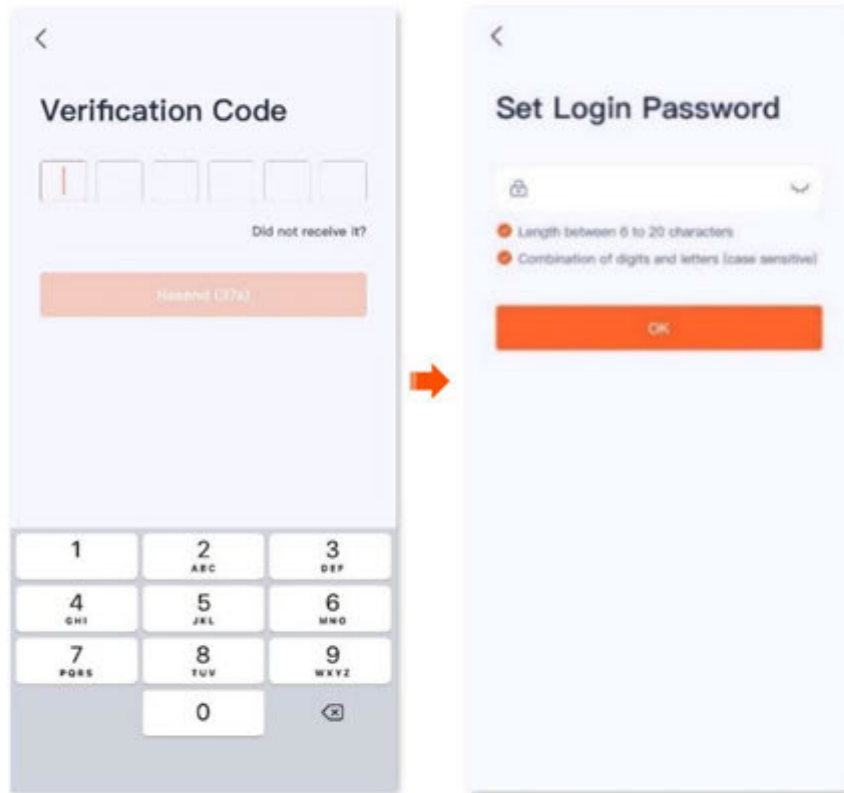 Verification Code
Did not receive it?
Resend (37s)
1
2
ABC
3
DEF
4
GHI
5
JKL
6
MNO
7
PQRS
8
TUV
9
WXYZ
0
Set Login Password
Length between 6 to 20 characters
Combination of digits and letters (case sensitive)
OK